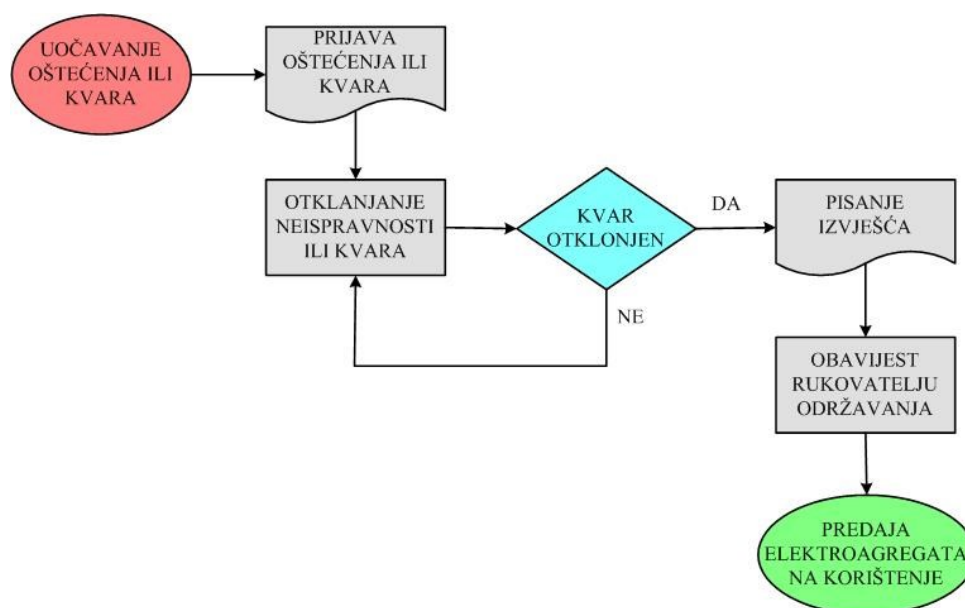 UOČAVANJE
OŠTEĆENJA ILI
KVARA
PRIJAVA
OŠTEĆENJA ILI
KVARA
OTKLANJANJE
NEISPRAVNOSTI
ILI KVARA
KVAR
OTKLONJEN
DA
NE
PISANJE
IZVJEŠĆA
OBAVIJEST
RUKOVATELJU
ODRŽAVANJA
PREDAJA
ELEKTROAGREGATA
NA KORIŠTENJE